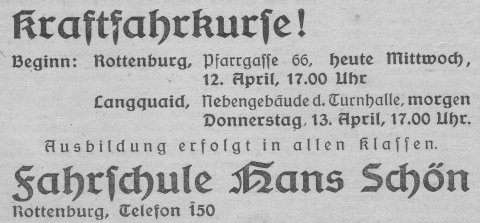 Kraftfahrkurse!
Beginn: Rottenburg, Pfarrgasse 66, heute Mittwoch,
12. April, 17.00 Uhr
Langquaid, Nebengebäude d. Turnhalle, morgen
Donnerstag, 13. April, 17.00 Uhr.
Ausbildung erfolgt in allen Klassen.
Fahrschule Hans Schön
Rottenburg, Telefon 150